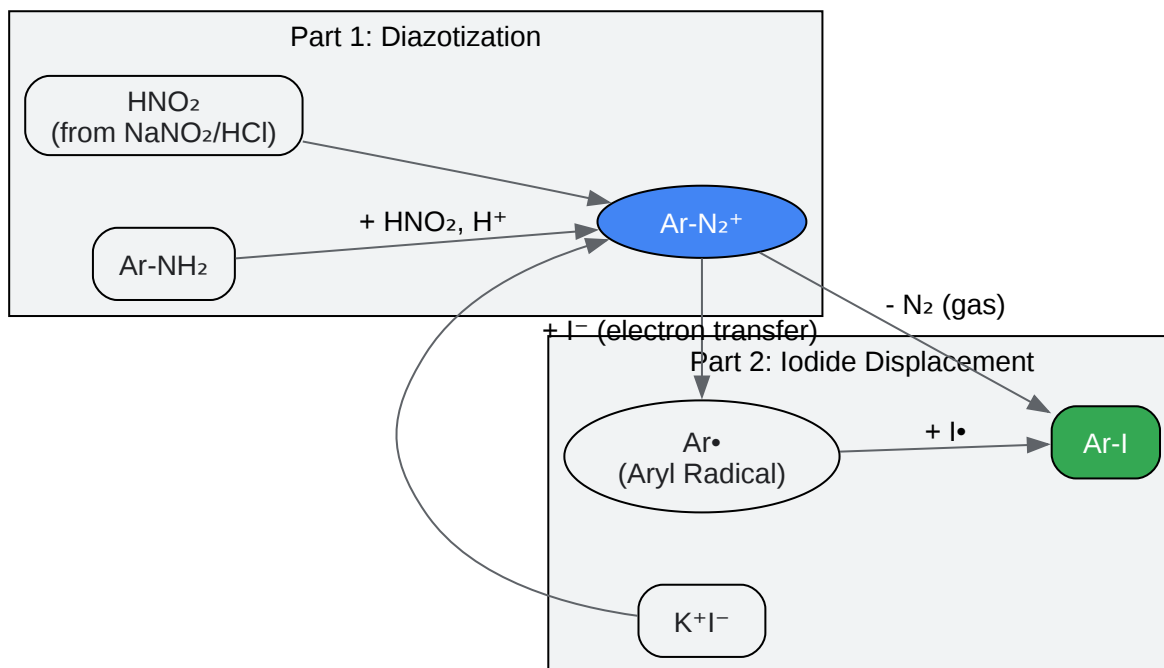 Part 1: Diazotization
HNO₂
(from NaNO₂/HCl)
+ HNO₂, H⁺
Ar-N₂⁺
Ar-NH₂
- N₂ (gas)
+ I⁻ (electron transfer)
Part 2: Iodide Displacement
Ar•
(Aryl Radical)
+ I•
Ar-I
K⁺I⁻